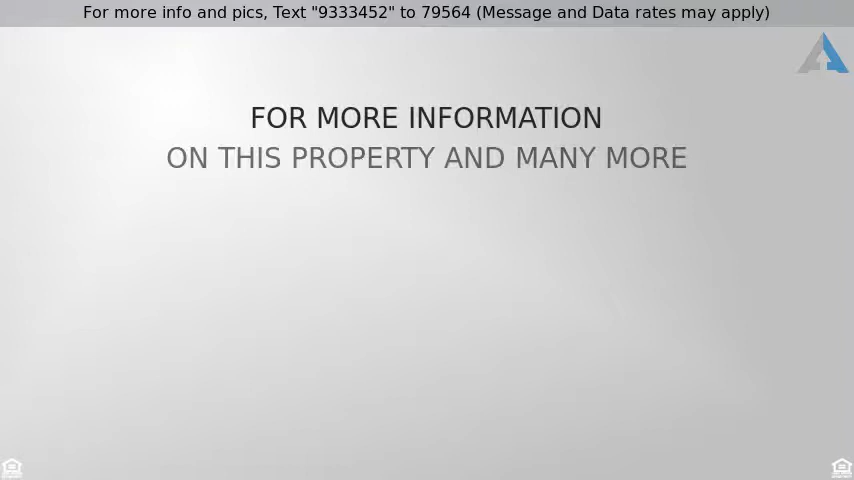 For more info and pics, Text "9333452" to 79564 (Message and Data rates may apply)
FOR MORE INFORMATION
ON THIS PROPERTY AND MANY MORE